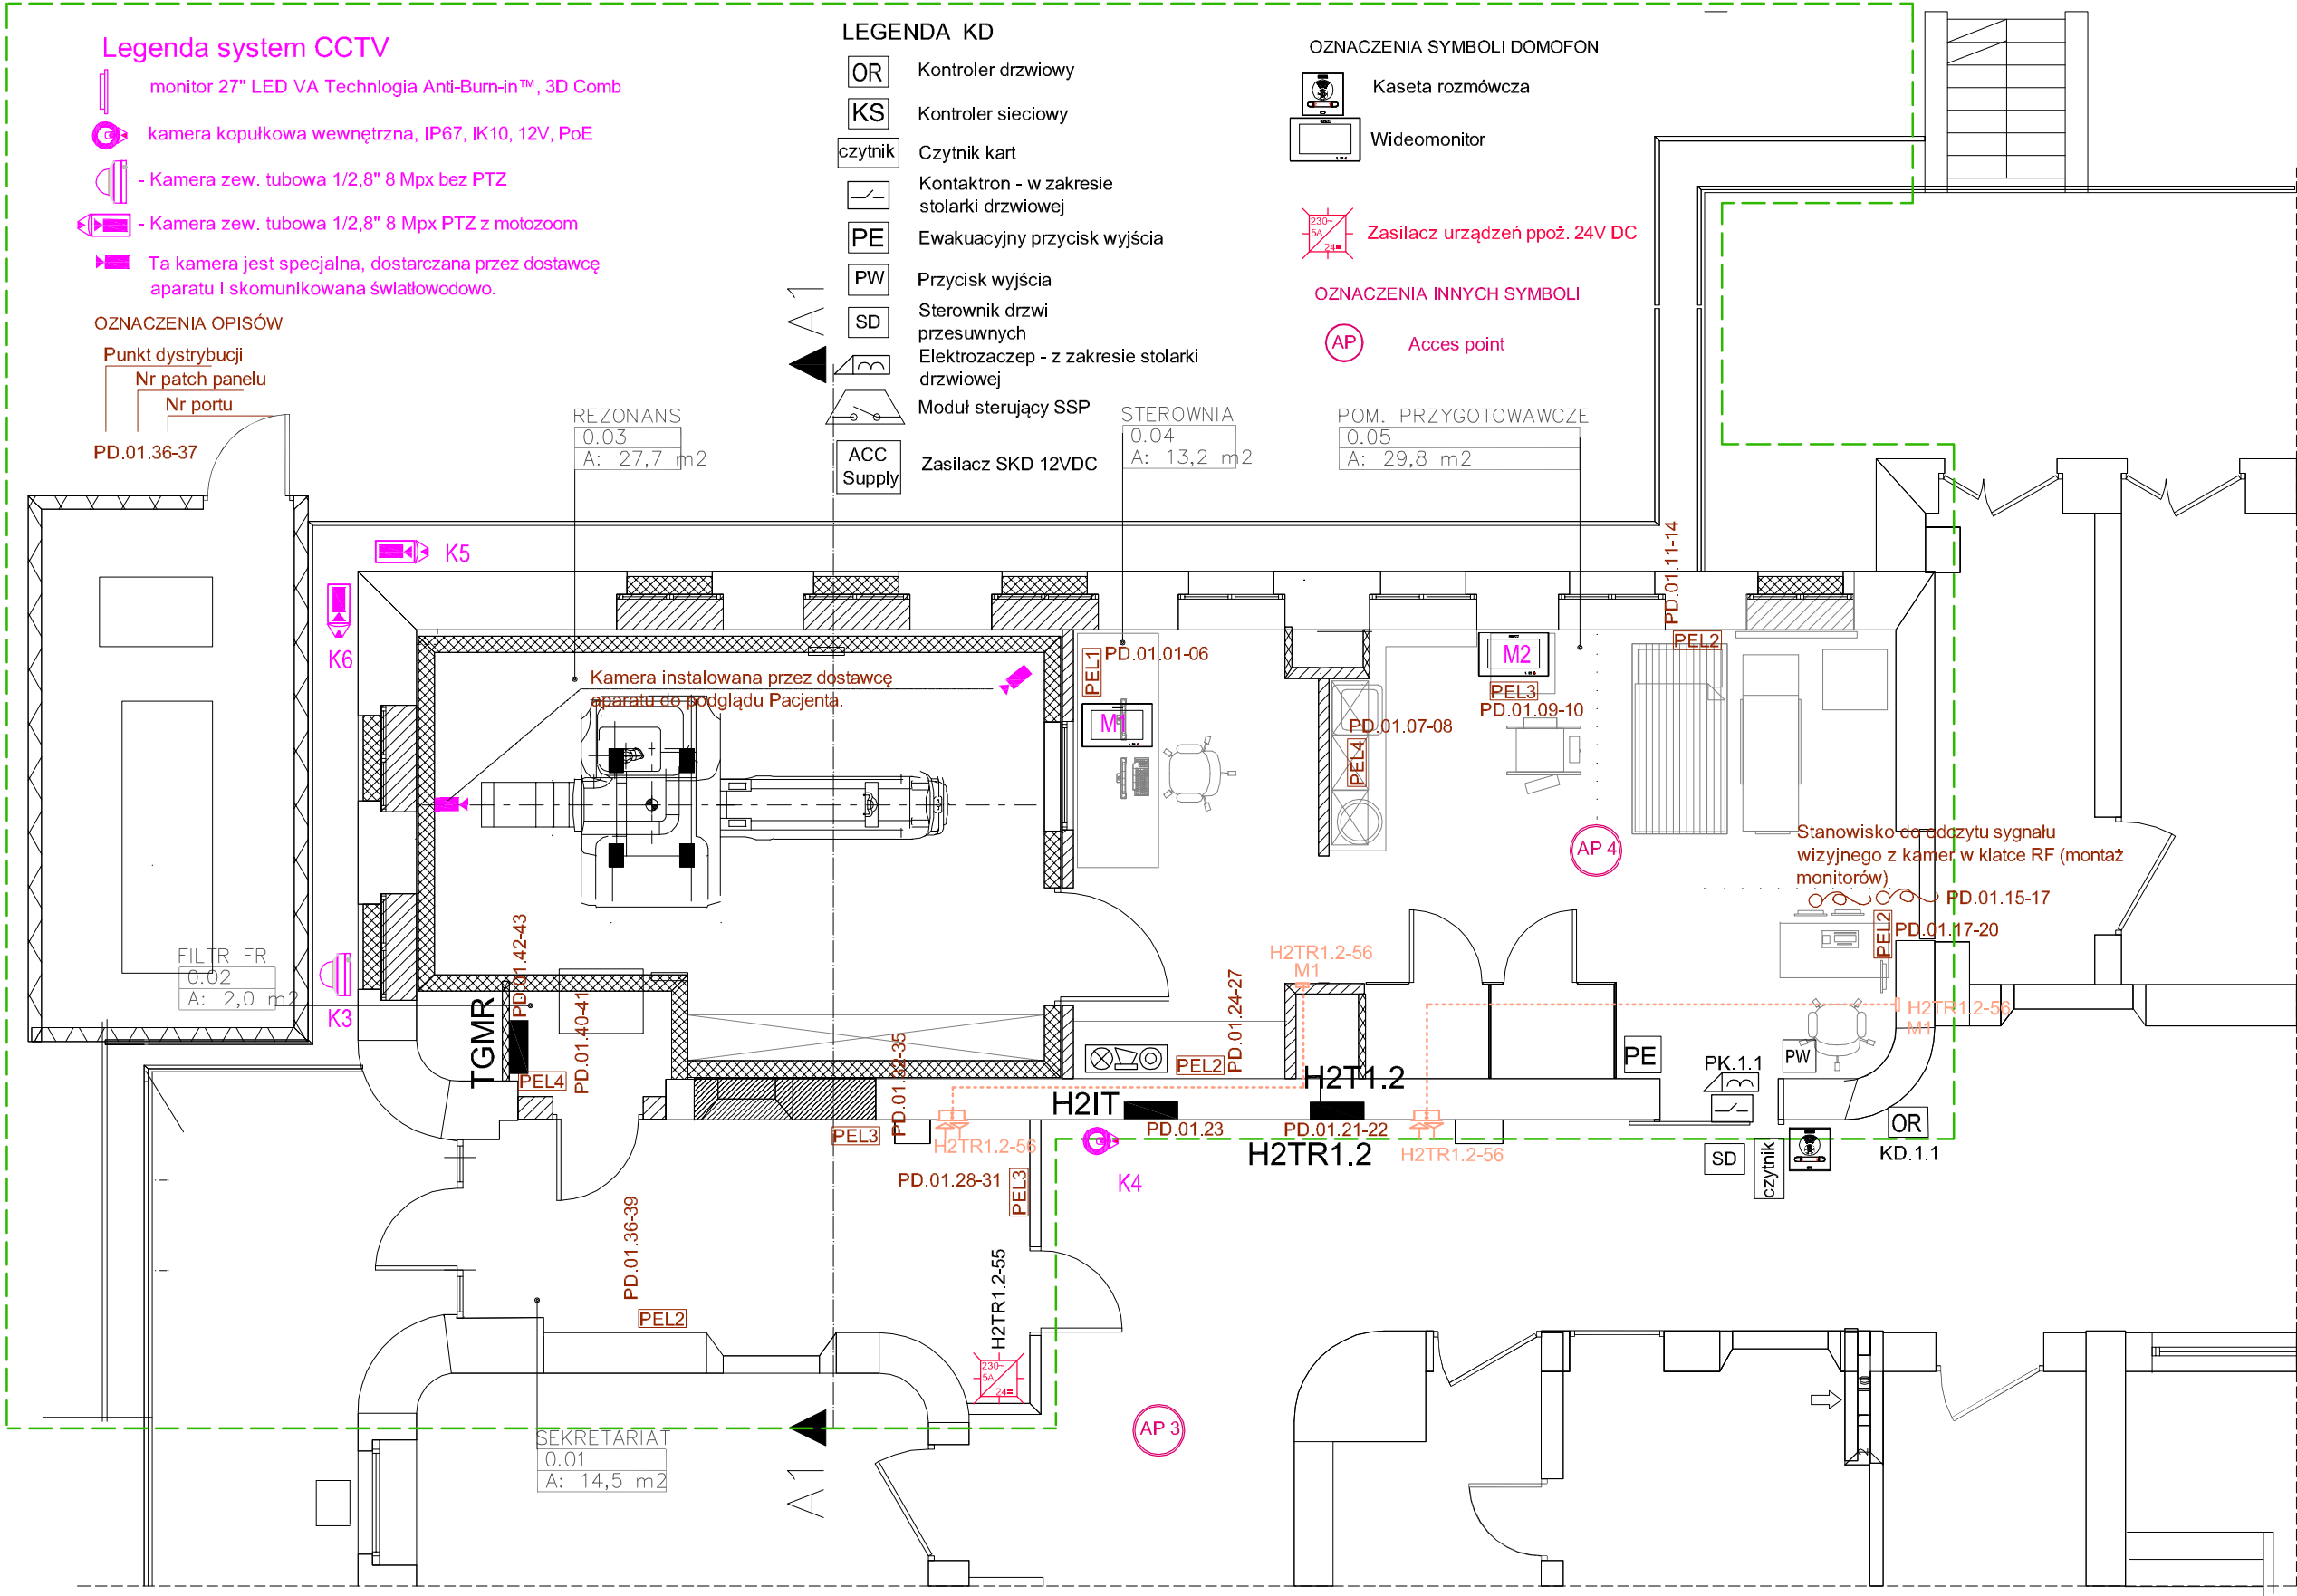 Legenda system CCTV
monitor 27" LED VA Technlogia Anti-Burn-in™, 3D Comb
kamera kopułkowa wewnętrzna, IP67, IK10, 12V, PoE
- Kamera zew. tubowa 1/2,8" 8 Mpx bez PTZ
- Kamera zew. tubowa 1/2,8" 8 Mpx PTZ z motozoom
Ta kamera jest specjalna, dostarczana przez dostawcę
aparatu i skomunikowana światłowodowo.
OZNACZENIA OPISÓW
Punkt dystrybucji
Nr patch panelu
Nr portu
PD.01.36-37
LEGENDA KD
OR Kontroler drzwiowy
KS Kontroler sieciowy
czytnik Czytnik kart
Kontaktron - w zakresie
stolarki drzwiowej
PE Ewakuacyjny przycisk wyjścia
PW Przycisk wyjścia
SD Sterownik drzwi
przesuwnych
Elektrozaczep - z zakresie stolarki
drzwiowej
Moduł sterujący SSP
ACC
Supply
Zasilacz SKD 12VDC
A1
OZNACZENIA SYMBOLI DOMOFON
Kaseta rozmówcza
Wideomonitor
230~
5A
24=
Zasilacz urządzeń ppoż. 24V DC
OZNACZENIA INNYCH SYMBOLI
AP Acces point
REZONANS
0.03
A: 27,7 m2
STEROWNIA
0.04
A: 13,2 m2
POM. PRZYGOTOWAWCZE
0.05
A: 29,8 m2
K5
K6
PD.01.111-14
PEL2
PEL1
PD.01.01-06
M1
M2
PEL3
PD.01.09-10
PD.01.07-08
PEL4
Kamera instalowana przez dostawcę
aparatu do podglądu Pacjenta.
AP 4
Stanowisko do odczytu sygnału
wizyjnego z kamer w klatce RF (montaż
monitorów)
PD.01.15-17
PEL2
PD.01.17-20
FILTR FR
0.02
A: 2,0 m2
K3
TGMR
PD.01.42-43
PD.01.40-41
PEL4
H2TR1.2-56
M1
PD.01.24-27
PEL2
H2TR1.2-56
M1
PE
PK.1.1
PW
H2T1.2
H2IT
PD.01.32-35
PEL3
H2TR1.2-56
PD.01.23
PD.01.21-22
H2TR1.2
H2TR1.2-56
K4
SD
czytnik
OR
KD.1.1
PD.01.28-31
PEL3
PD.01.36-39
PEL2
H2TR1.2-55
230~
5A
24=
AP 3
SEKRETARIAT
0.01
A: 14,5 m2
A1